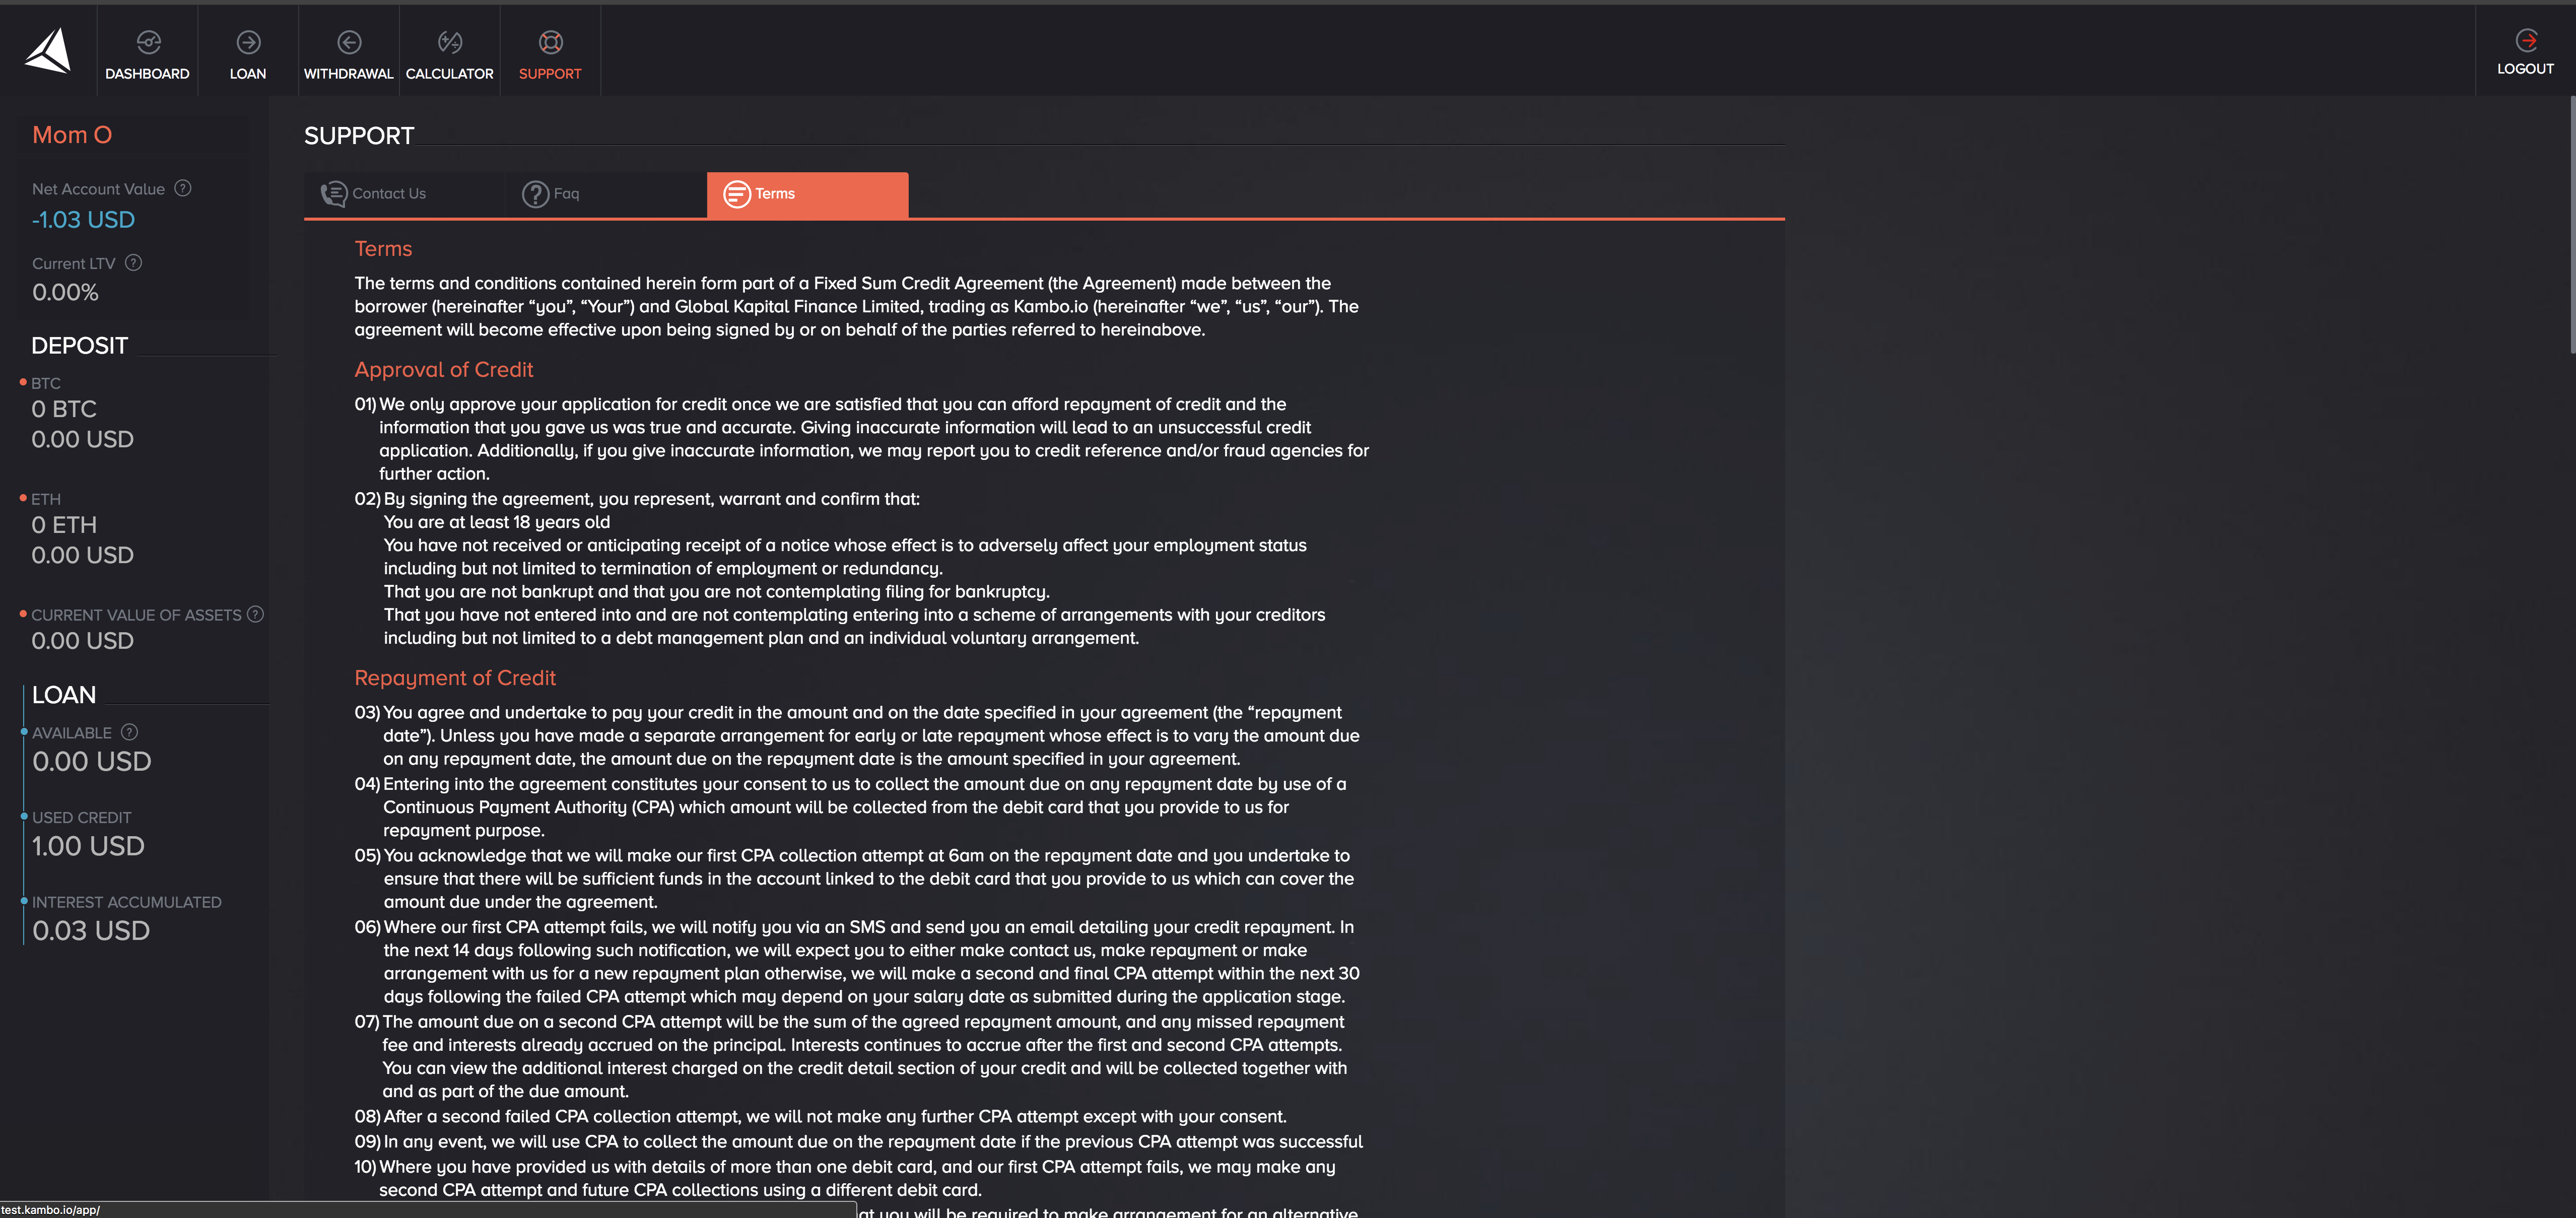 DASHBOARD
LOAN
WITHDRAWAL
CALCULATOR
SUPPORT
LOGOUT
Mom O
Net Account Value ?
-1.03 USD
Current LTV ?
0.00%
DEPOSIT
BTC
0 BTC
0.00 USD
ETH
0 ETH
0.00 USD
CURRENT VALUE OF ASSETS ?
0.00 USD
LOAN
AVAILABLE ?
0.00 USD
USED CREDIT
1.00 USD
INTEREST ACCUMULATED
0.03 USD
SUPPORT
Contact Us
? Faq
Terms
Terms
The terms and conditions contained herein form part of a Fixed Sum Credit Agreement (the Agreement) made between the
borrower (hereinafter “you”, “Your”) and Global Kapital Finance Limited, trading as Kambo.io (hereinafter “we”, “us”, “our”). The
agreement will become effective upon being signed by or on behalf of the parties referred to hereinabove.
Approval of Credit
01) We only approve your application for credit once we are satisfied that you can afford repayment of credit and the
information that you gave us was true and accurate. Giving inaccurate information will lead to an unsuccessful credit
application. Additionally, if you give inaccurate information, we may report you to credit reference and/or fraud agencies for
further action.
02) By signing the agreement, you represent, warrant and confirm that:
You are at least 18 years old
You have not received or anticipating receipt of a notice whose effect is to adversely affect your employment status
including but not limited to termination of employment or redundancy.
That you are not bankrupt and that you are not contemplating filing for bankruptcy.
That you have not entered into and are not contemplating entering into a scheme of arrangements with your creditors
including but not limited to a debt management plan and an individual voluntary arrangement.
Repayment of Credit
03) You agree and undertake to pay your credit in the amount and on the date specified in your agreement (the “repayment
date”). Unless you have made a separate arrangement for early or late repayment whose effect is to vary the amount due
on any repayment date, the amount due on the repayment date is the amount specified in your agreement.
04) Entering into the agreement constitutes your consent to us to collect the amount due on any repayment date by use of a
Continuous Payment Authority (CPA) which amount will be collected from the debit card that you provide to us for
repayment purpose.
05) You acknowledge that we will make our first CPA collection attempt at 6am on the repayment date and you undertake to
ensure that there will be sufficient funds in the account linked to the debit card that you provide to us which can cover the
amount due under the agreement.
06) Where our first CPA attempt fails, we will notify you via an SMS and send you an email detailing your credit repayment. In
the next 14 days following such notification, we will expect you to either make contact us, make repayment or make
arrangement with us for a new repayment plan otherwise, we will make a second and final CPA attempt within the next 30
days following the failed CPA attempt which may depend on your salary date as submitted during the application stage.
07) The amount due on a second CPA attempt will be the sum of the agreed repayment amount, and any missed repayment
fee and interests already accrued on the principal. Interests continues to accrue after the first and second CPA attempts.
You can view the additional interest charged on the credit detail section of your credit and will be collected together with
and as part of the due amount.
08) After a second failed CPA collection attempt, we will not make any further CPA attempt except with your consent.
09) In any event, we will use CPA to collect the amount due on the repayment date if the previous CPA attempt was successful
10) Where you have provided us with details of more than one debit card, and our first CPA attempt fails, we may make any
second CPA attempt and future CPA collections using a different debit card.
at you will be required to make arrangement for an alternative
test.kambo.io/app/